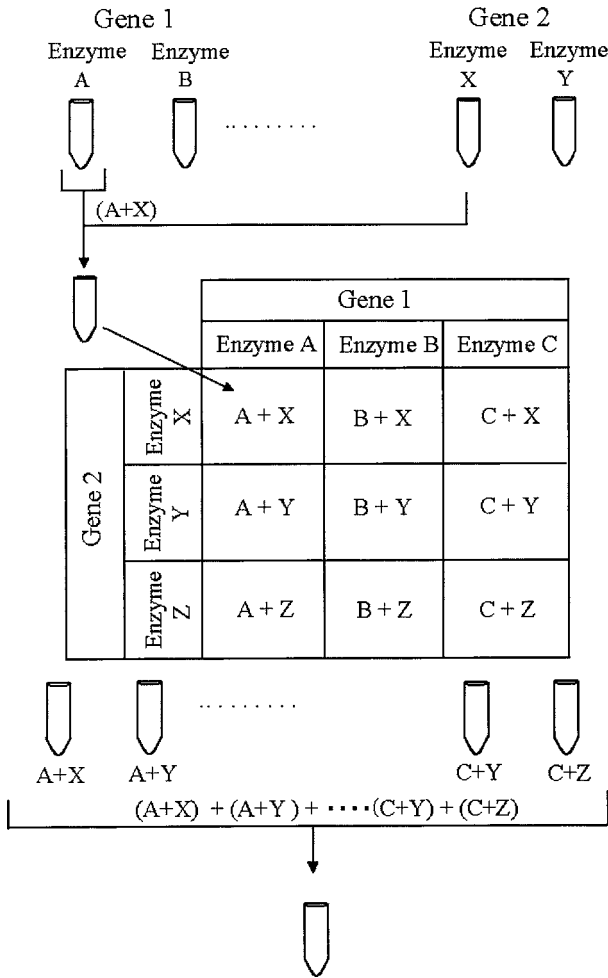 Gene 1 Gene 2
Enzyme A Enzyme B Enzyme X Enzyme Y
. . . . . . . . .
(A+X)
Gene 1
Enzyme A Enzyme B Enzyme C
Gene 2
Enzyme X A + X B + X C + X
Enzyme Y A + Y B + Y C + Y
Enzyme Z A + Z B + Z C + Z
. . . . . . . . .
A+X A+Y C+Y C+Z
(A+X) + (A+Y ) + ····(C+Y) + (C+Z)